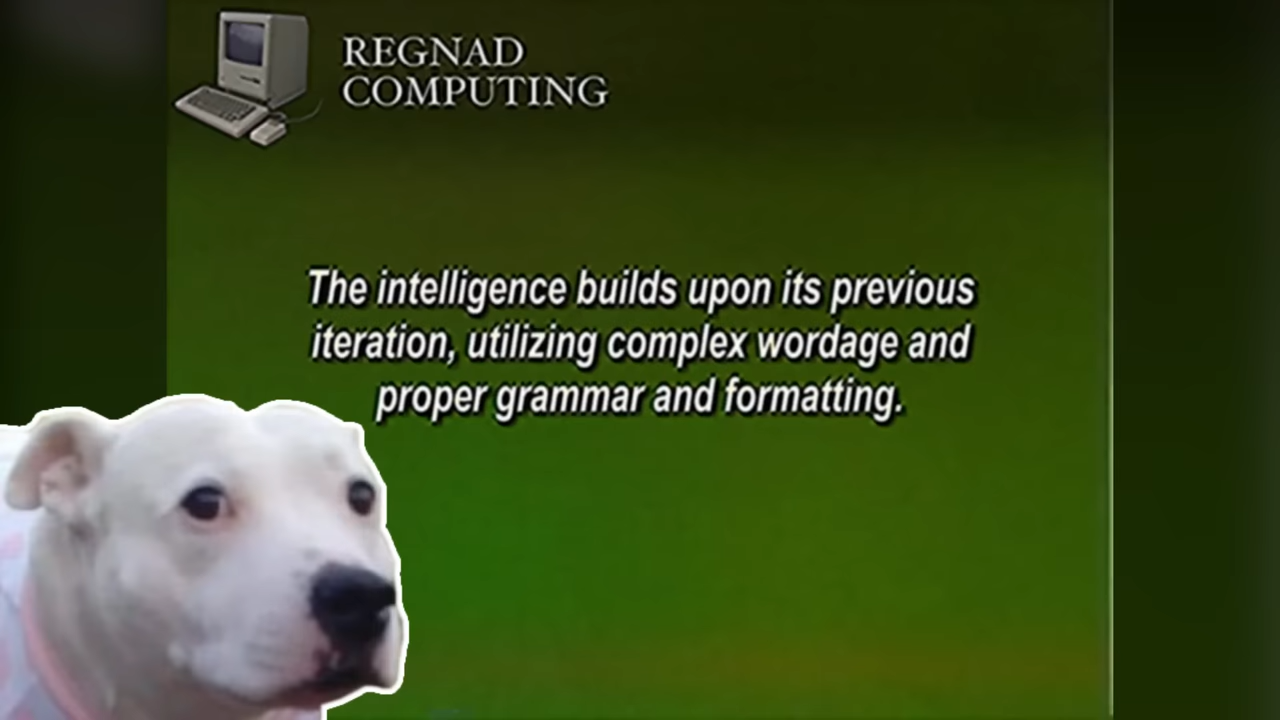 REGNAD
COMPUTING
The intelligence builds upon its previous
iteration, utilizing complex wordage and
proper grammar and formatting.